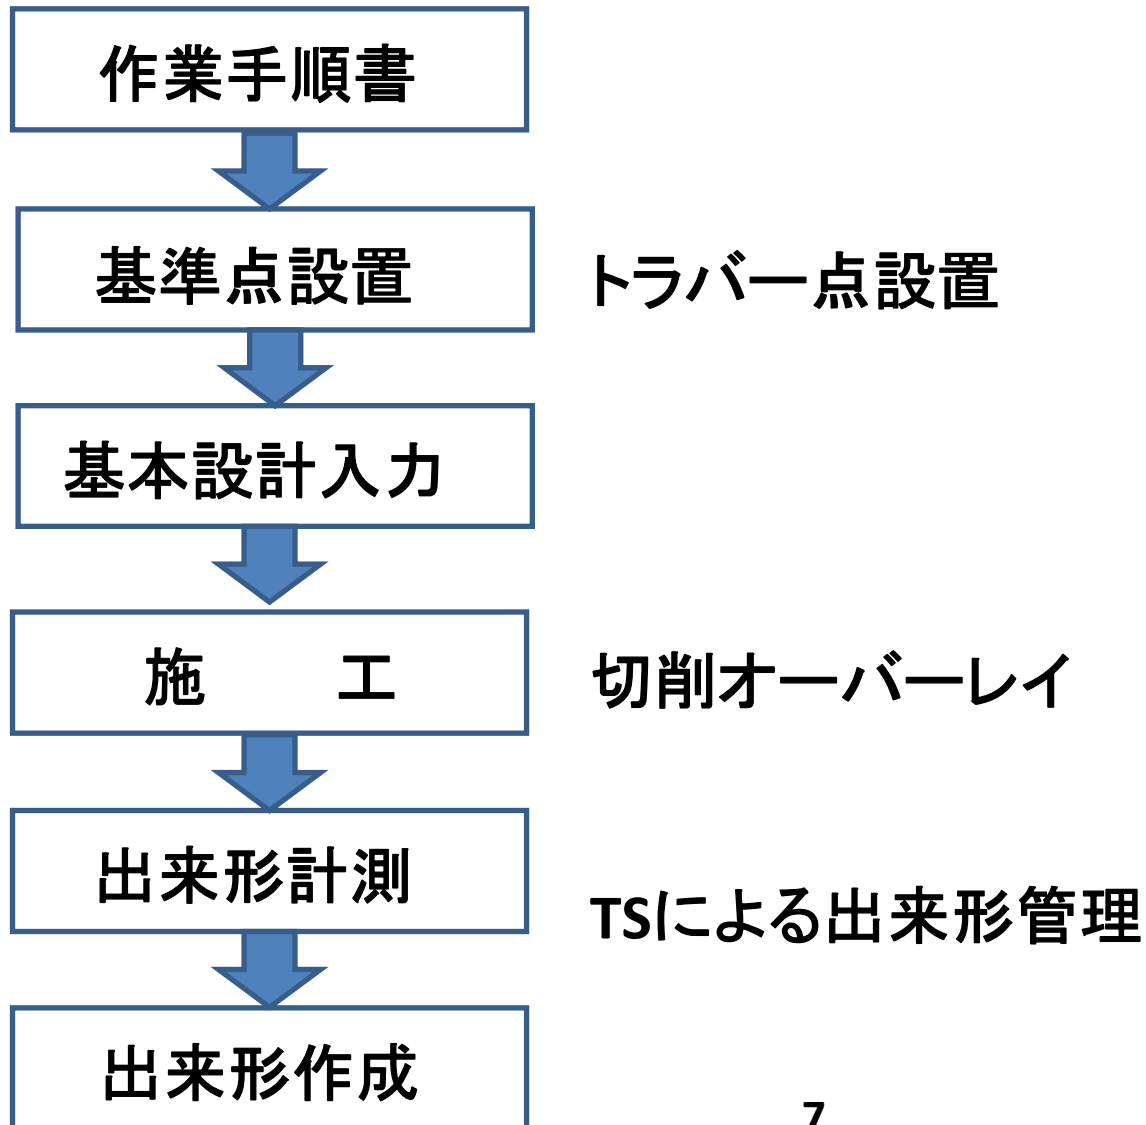 作業手順書
基準点設置
トラバー点設置
基本設計入力
施　　工
切削オーバーレイ
出来形計測
TSによる出来形管理
出来形作成
7